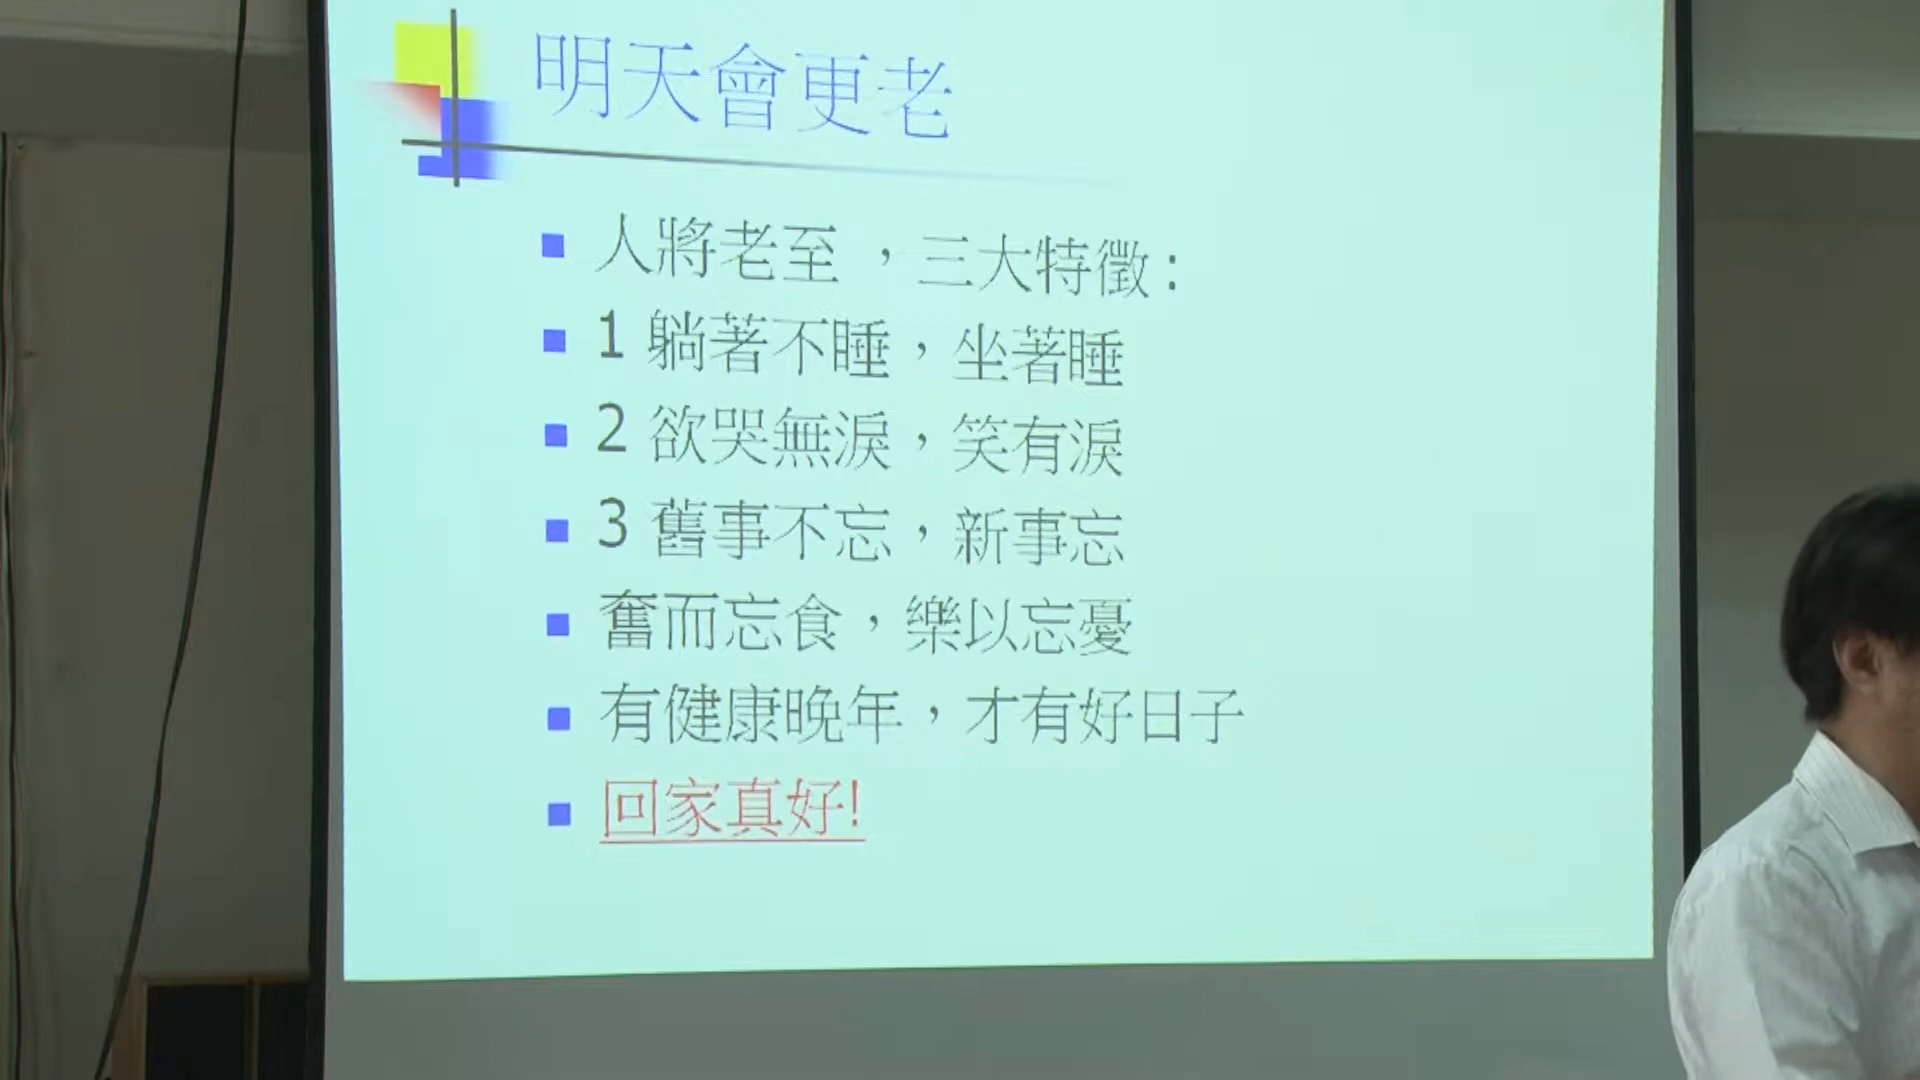 明天會更老
人將老至，三大特徵:
1 躺著不睡，坐著睡
2 欲哭無淚，笑有淚
3 舊事不忘，新事忘
奮而忘食，樂以忘憂
有健康晚年，才有好日子
回家真好!